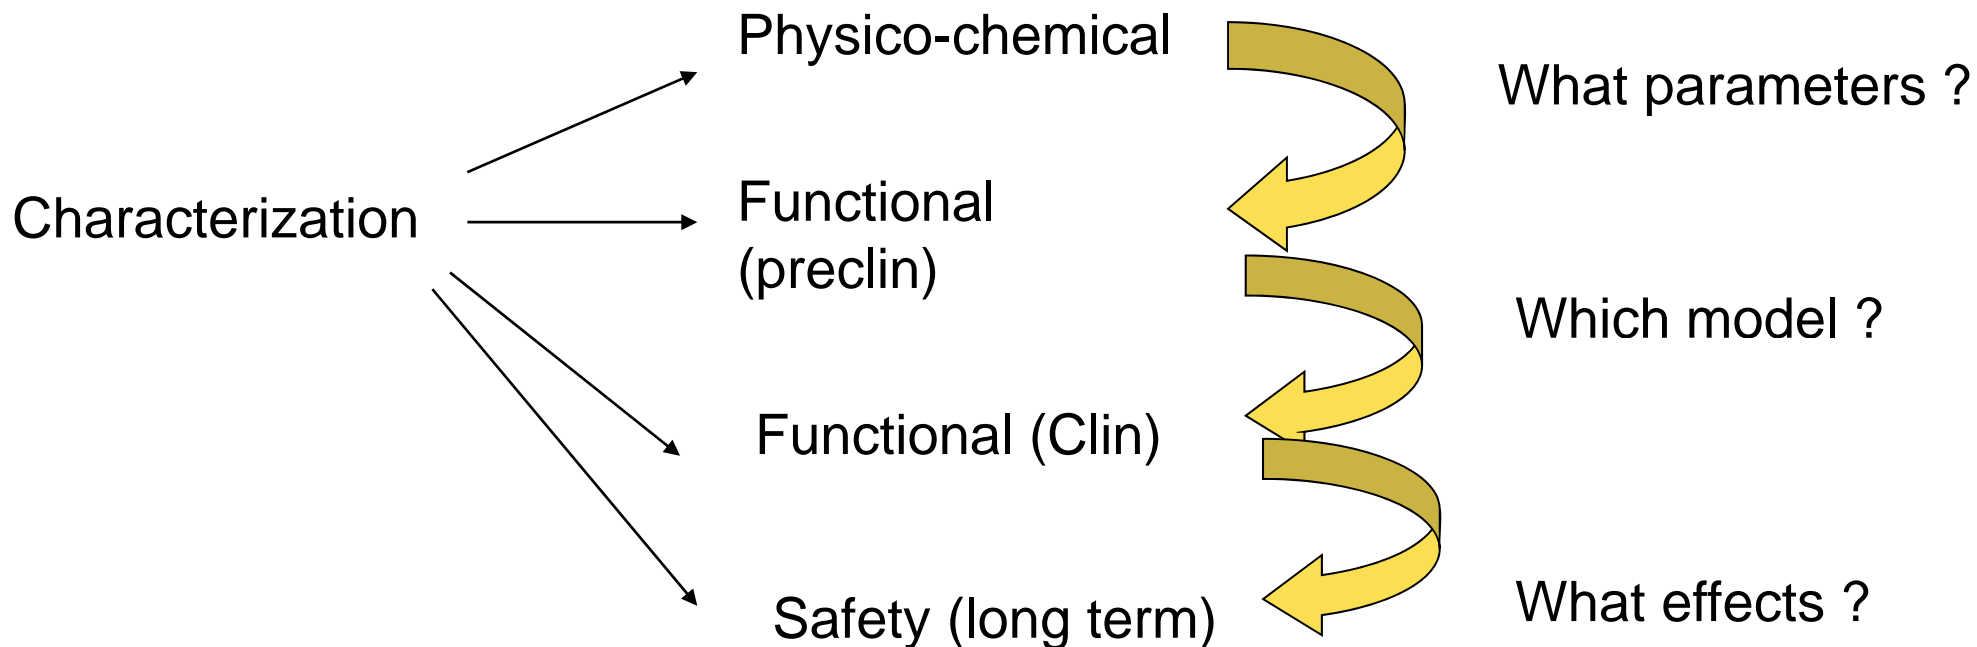 Physico-chemical
What parameters ?
Characterization
Functional
(preclin)
Which model ?
Functional (Clin)
Safety (long term)
What effects ?